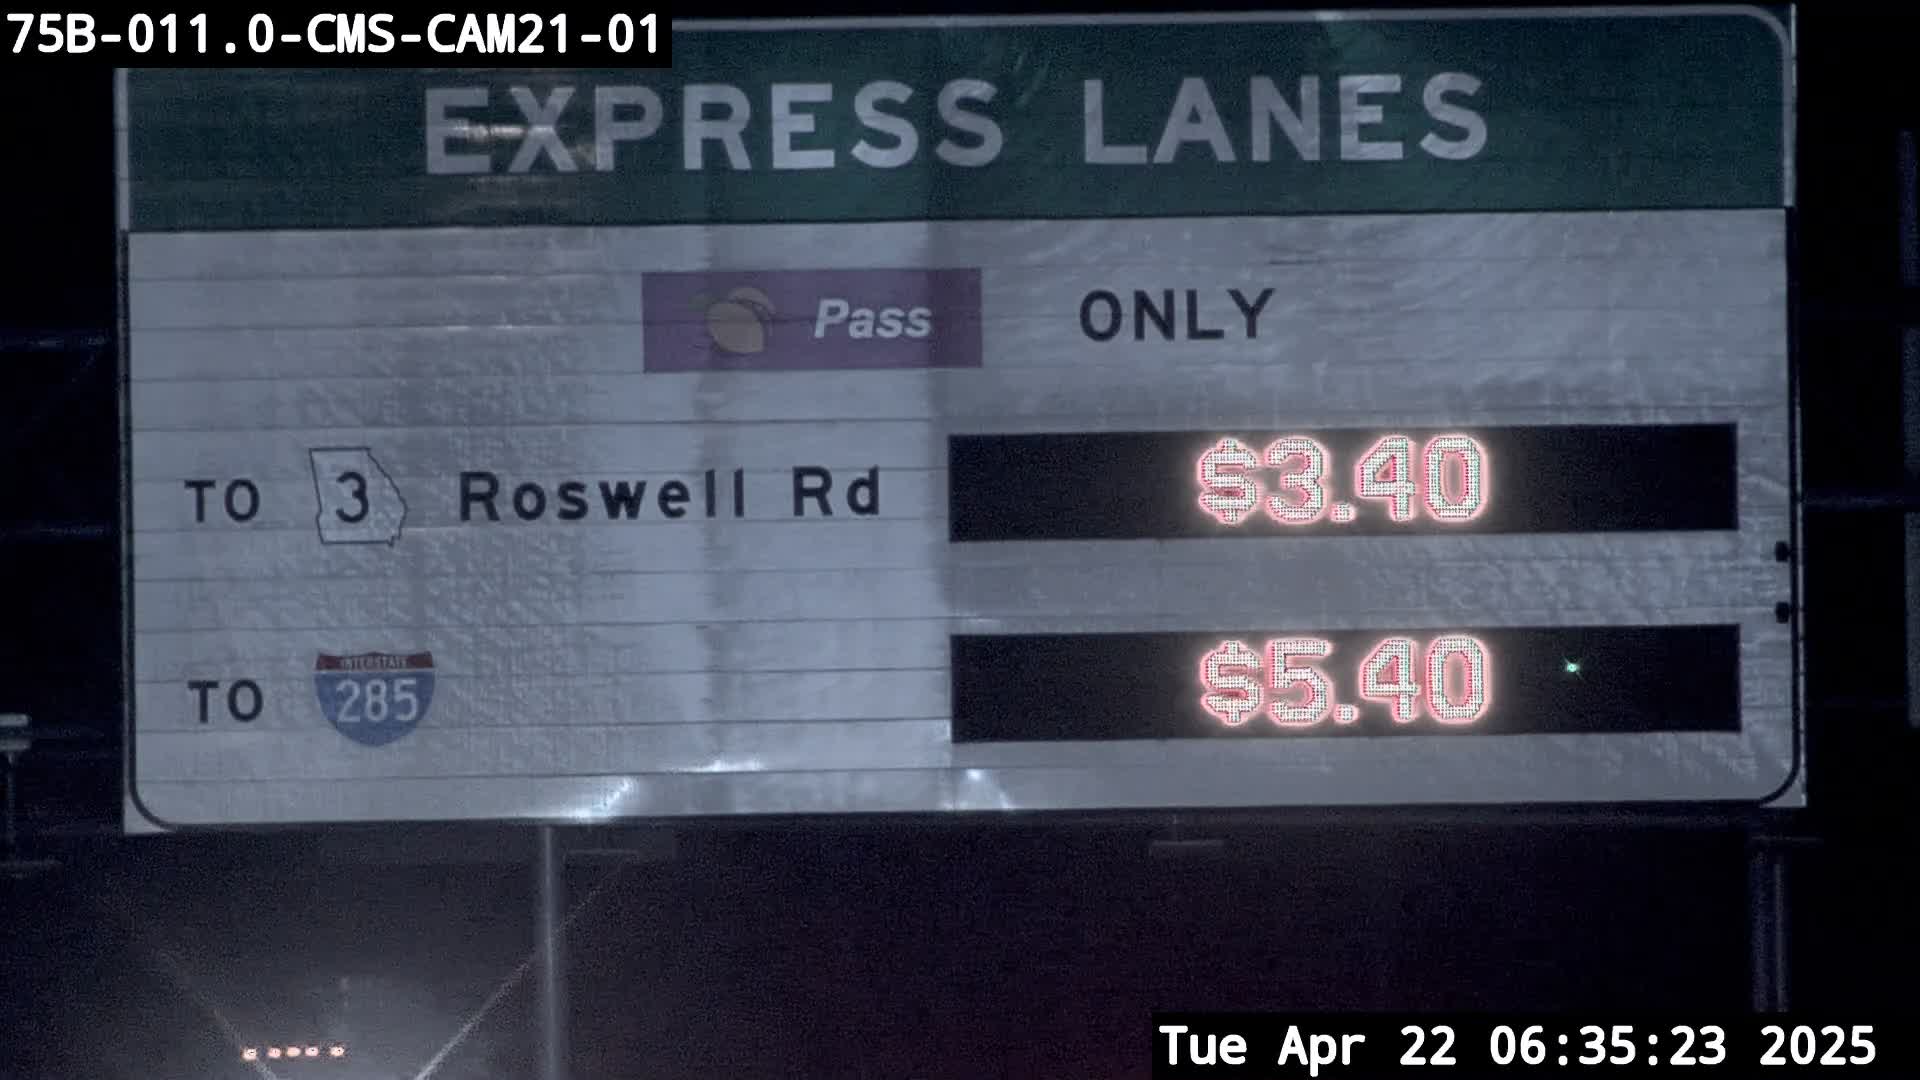 75B-011.0-CMS-CAM21-01
EXPRESS LANES
Pass ONLY
TO 3 Roswell Rd $3.40
INTERSTATE
TO 285 $5.40
Tue Apr 22 06:35:23 2025